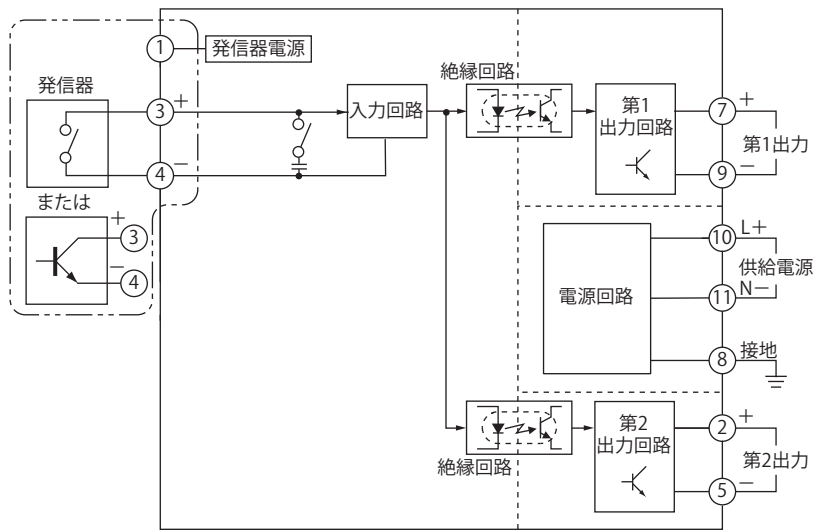 1
発信器電源
発信器
3
+
4
−
または
+
3
−
4
入力回路
絶縁回路
第1
出力回路
7
+
第1出力
9
−
電源回路
10
L+
供給電源
11
N−
8
接地
絶縁回路
第2
出力回路
2
+
第2出力
5
−